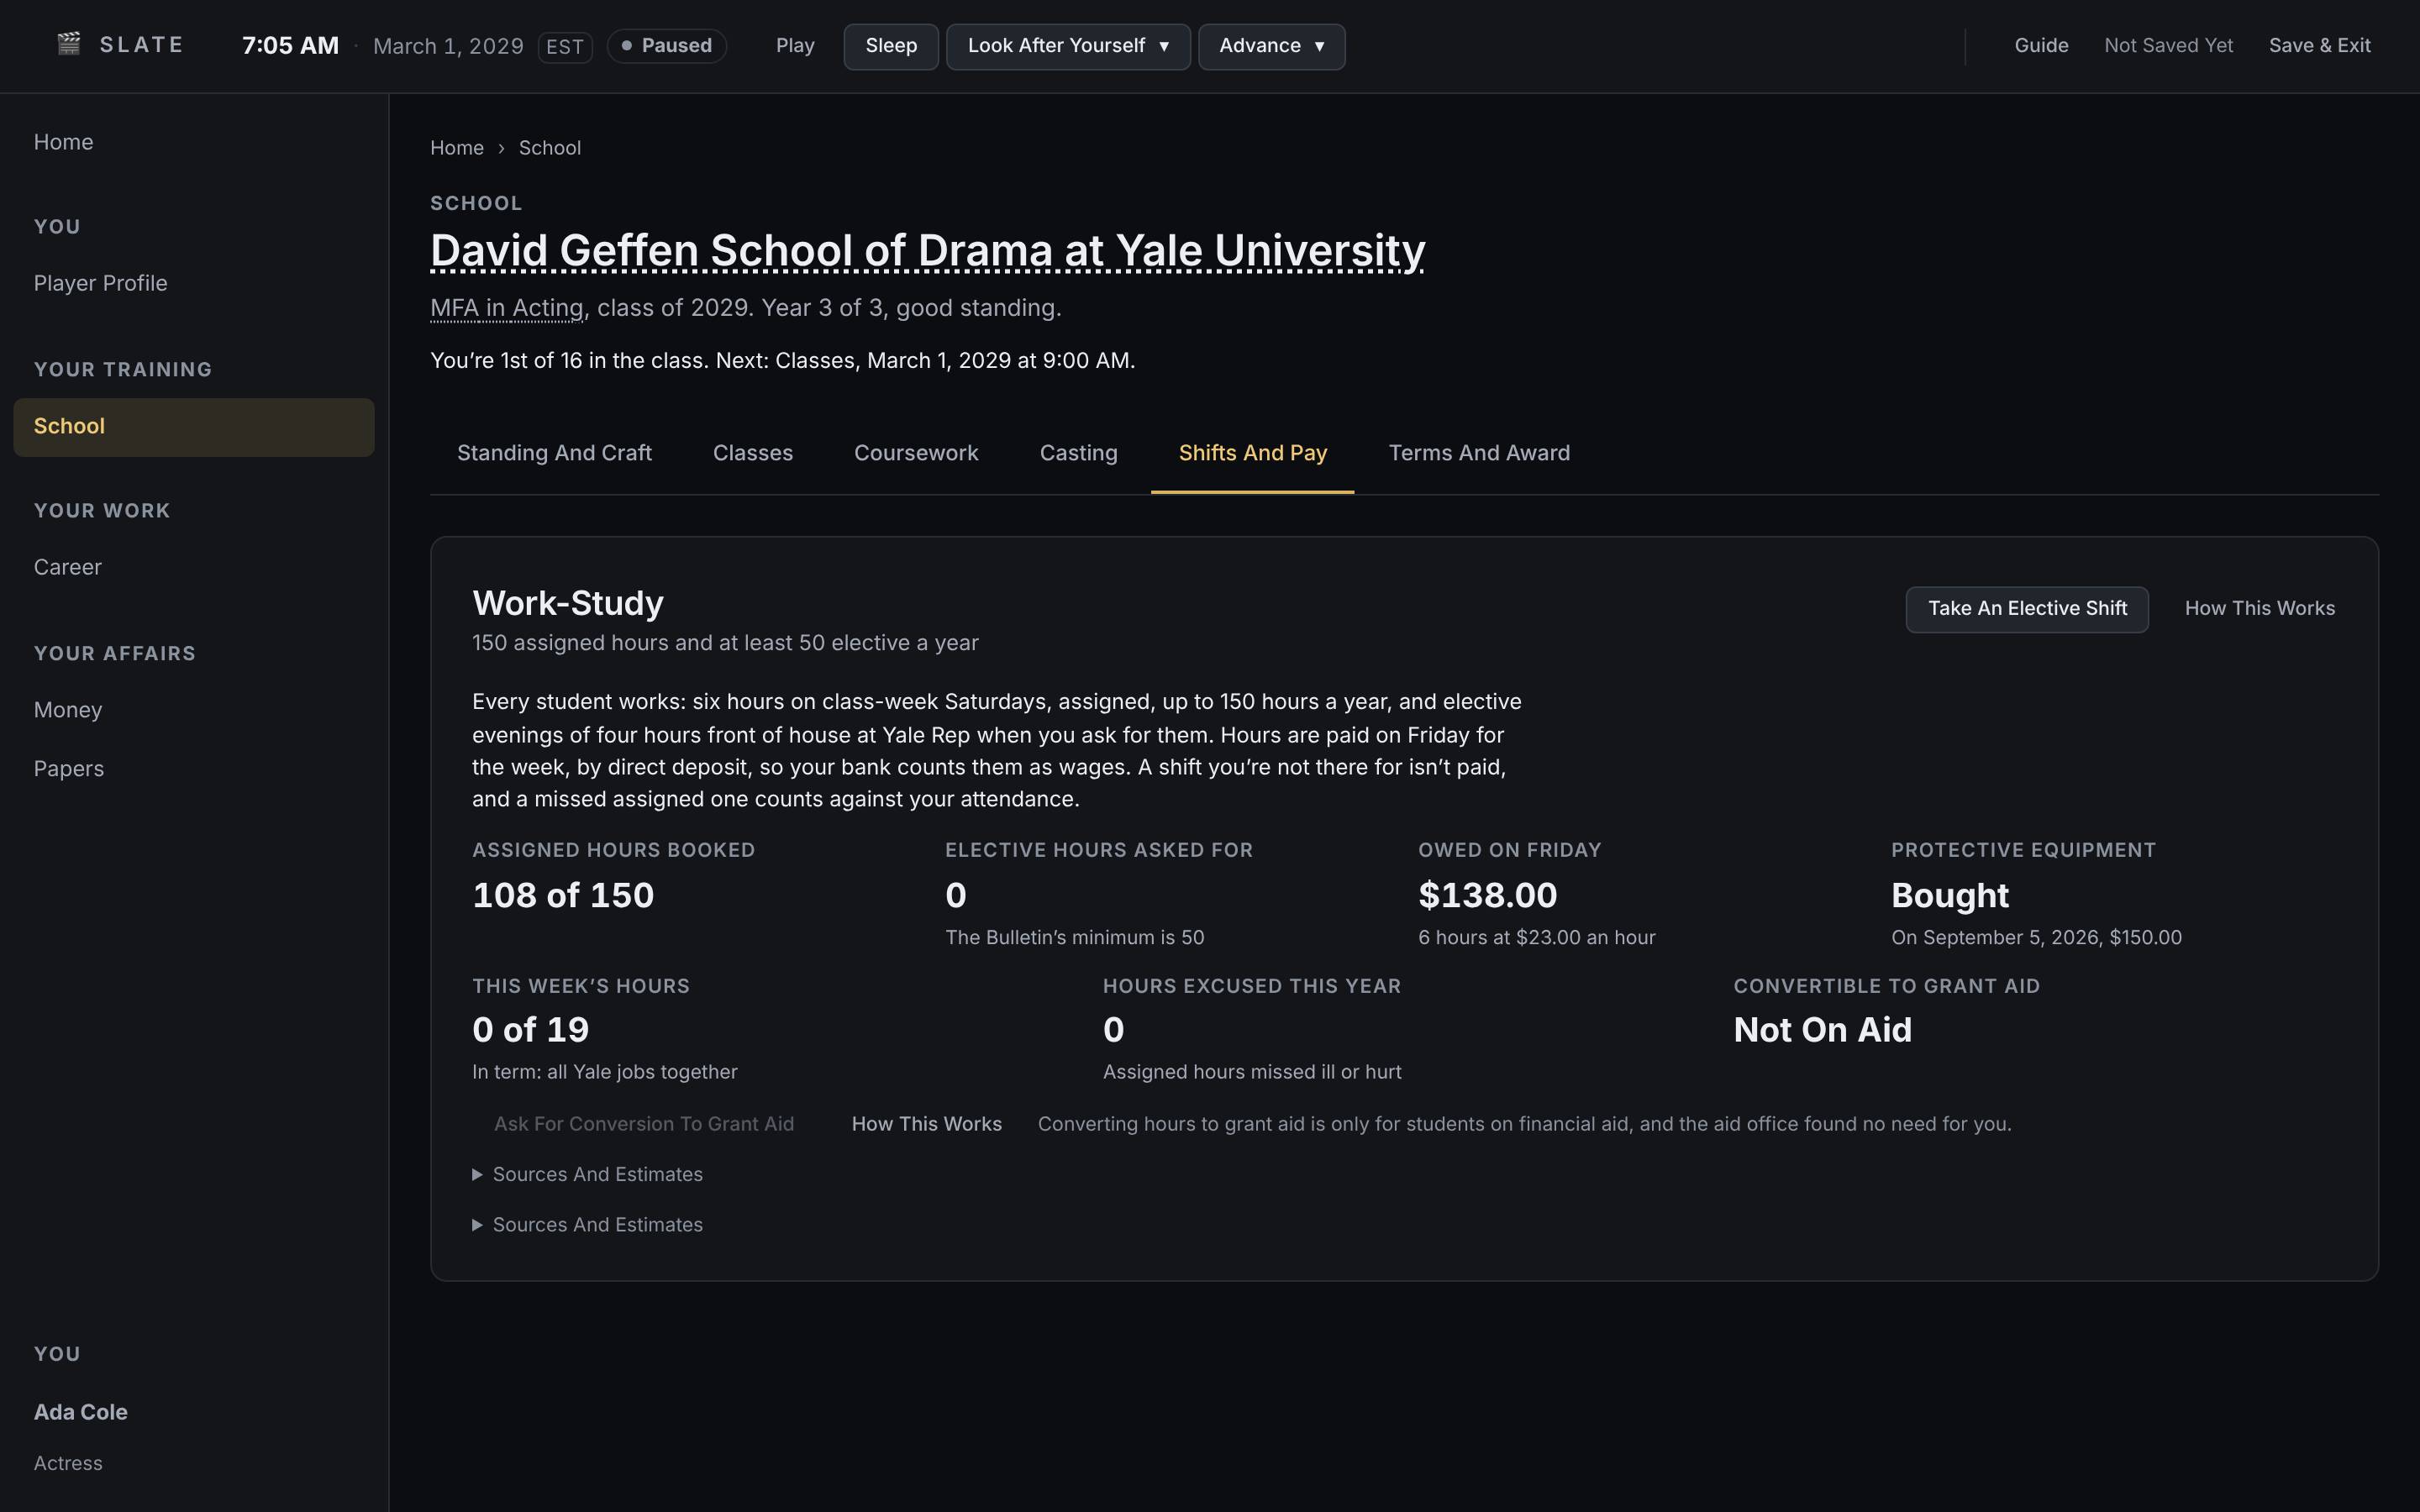 SLATE
7:05 AM · March 1, 2029 EST Paused Play Sleep Look After Yourself ▼ Advance ▼ Guide Not Saved Yet Save & Exit
Home
YOU
Player Profile
YOUR TRAINING
School
YOUR WORK
Career
YOUR AFFAIRS
Money
Papers
YOU
Ada Cole
Actress
Home › School
SCHOOL
David Geffen School of Drama at Yale University
MFA in Acting, class of 2029. Year 3 of 3, good standing.
You’re 1st of 16 in the class. Next: Classes, March 1, 2029 at 9:00 AM.
Standing And Craft Classes Coursework Casting Shifts And Pay Terms And Award
Work-Study
Take An Elective Shift How This Works
150 assigned hours and at least 50 elective a year
Every student works: six hours on class-week Saturdays, assigned, up to 150 hours a year, and elective
evenings of four hours front of house at Yale Rep when you ask for them. Hours are paid on Friday for
the week, by direct deposit, so your bank counts them as wages. A shift you’re not there for isn’t paid,
and a missed assigned one counts against your attendance.
ASSIGNED HOURS BOOKED ELECTIVE HOURS ASKED FOR OWED ON FRIDAY PROTECTIVE EQUIPMENT
108 of 150 0 $138.00 Bought
The Bulletin’s minimum is 50 6 hours at $23.00 an hour On September 5, 2026, $150.00
THIS WEEK’S HOURS HOURS EXCUSED THIS YEAR CONVERTIBLE TO GRANT AID
0 of 19 0 Not On Aid
In term: all Yale jobs together Assigned hours missed ill or hurt
Ask For Conversion To Grant Aid How This Works Converting hours to grant aid is only for students on financial aid, and the aid office found no need for you.
▶ Sources And Estimates
▶ Sources And Estimates